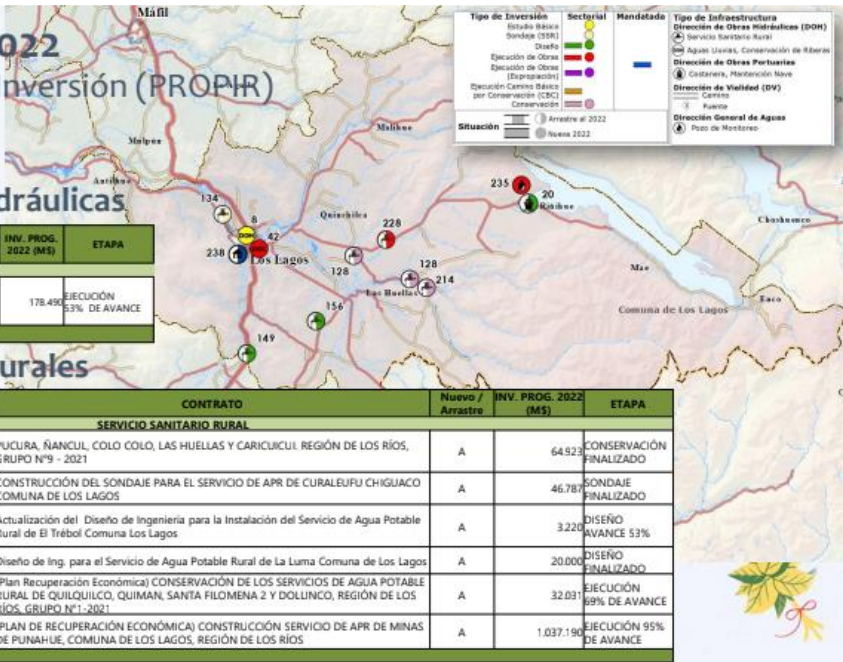 022
nversión (PROPIR)
dráulicas
INV. PROG. 2022 (M$)
ETAPA
178.490
EJECUCIÓN
53% DE AVANCE
urales
Tipo de Inversión
Sectorial
Mandatada
Estudio Básico
Sondaje (SSR)
Diseño
Ejecución de Obras
Ejecución de Obras
(Expropiación)
Ejecución Camino Básico
por Conservación (CBC)
Conservación
Situación
Arrastre al 2022
Nueva 2022
Tipo de Infraestructura
Dirección de Obras Hidráulicas (DOH)
Servicio Sanitario Rural
Aguas Lluvias, Conservación de Riberas
Dirección de Obras Portuarias
Costanera, Mantención Nave
Dirección de Vialidad (DV)
Camino
Puente
Dirección General de Aguas
Pozo de Monitoreo
Máfil
Mulpun
Malihue
Antilhue
134
8
DOH
42
238
Los Lagos
Quinchilca
228
128
128
214
Las Huellas
235
20
Riñihue
156
149
Mae
Choshuenco
Enco
Comuna de Los Lagos
CONTRATO
Nuevo / Arrastre
INV. PROG. 2022 (M$)
ETAPA
SERVICIO SANITARIO RURAL
PUCURA, ÑANCUL, COLO COLO, LAS HUELLAS Y CARICUICUI. REGIÓN DE LOS RÍOS,
GRUPO N°9 - 2021
A
64.923
CONSERVACIÓN
FINALIZADO
CONSTRUCCIÓN DEL SONDAJE PARA EL SERVICIO DE APR DE CURALEUFU CHIGUACO
COMUNA DE LOS LAGOS
A
46.787
SONDAJE
FINALIZADO
Actualización del Diseño de Ingeniería para la Instalación del Servicio de Agua Potable
Rural de El Trébol Comuna Los Lagos
A
3.220
DISEÑO
AVANCE 53%
Diseño de Ing. para el Servicio de Agua Potable Rural de La Luma Comuna de Los Lagos
A
20.000
DISEÑO
FINALIZADO
(Plan Recuperación Económica) CONSERVACIÓN DE LOS SERVICIOS DE AGUA POTABLE
RURAL DE QUILQUILCO, QUIMAN, SANTA FILOMENA 2 Y DOLLINCO, REGIÓN DE LOS
RÍOS, GRUPO N°1-2021
A
32.031
EJECUCIÓN
69% DE AVANCE
(PLAN DE RECUPERACIÓN ECONÓMICA) CONSTRUCCIÓN SERVICIO DE APR DE MINAS
DE PUNAHUE, COMUNA DE LOS LAGOS, REGIÓN DE LOS RÍOS
A
1.037.190
EJECUCIÓN 95%
DE AVANCE